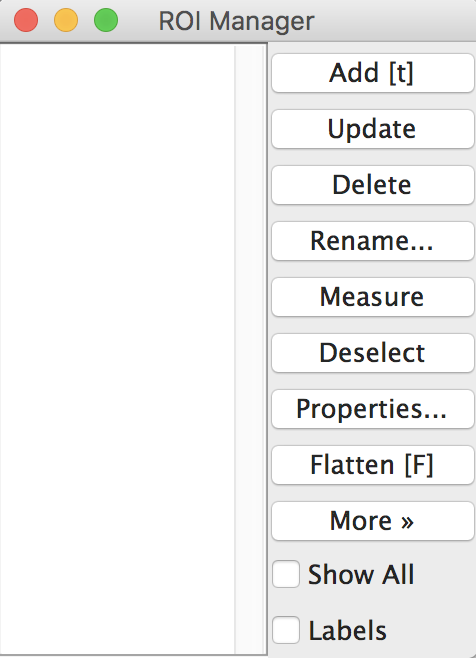 ROI Manager
Add [t]
Update
Delete
Rename...
Measure
Deselect
Properties...
Flatten [F]
More »
Show All
Labels